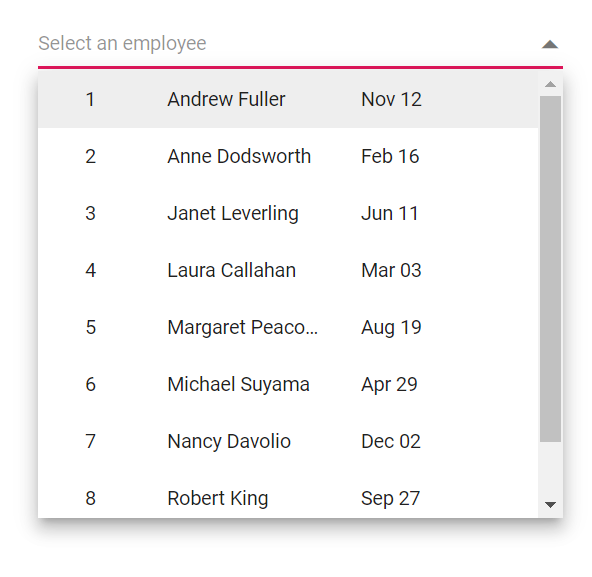 Select an employee
1 Andrew Fuller Nov 12
2 Anne Dodsworth Feb 16
3 Janet Leverling Jun 11
4 Laura Callahan Mar 03
5 Margaret Peaco... Aug 19
6 Michael Suyama Apr 29
7 Nancy Davolio Dec 02
8 Robert King Sep 27